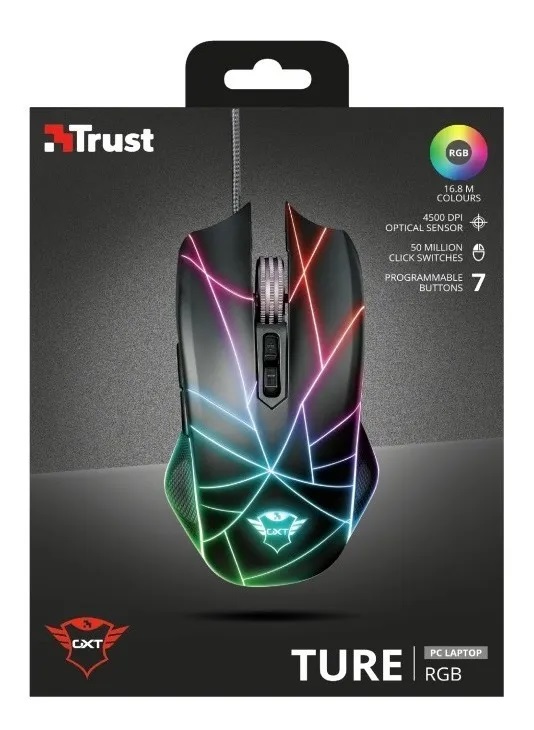 Trust
RGB
16.8 M
COLOURS
4500 DPI
OPTICAL SENSOR
50 MILLION
CLICK SWITCHES
PROGRAMMABLE
BUTTONS 7
GXT
GXT
TURE
PC LAPTOP
RGB